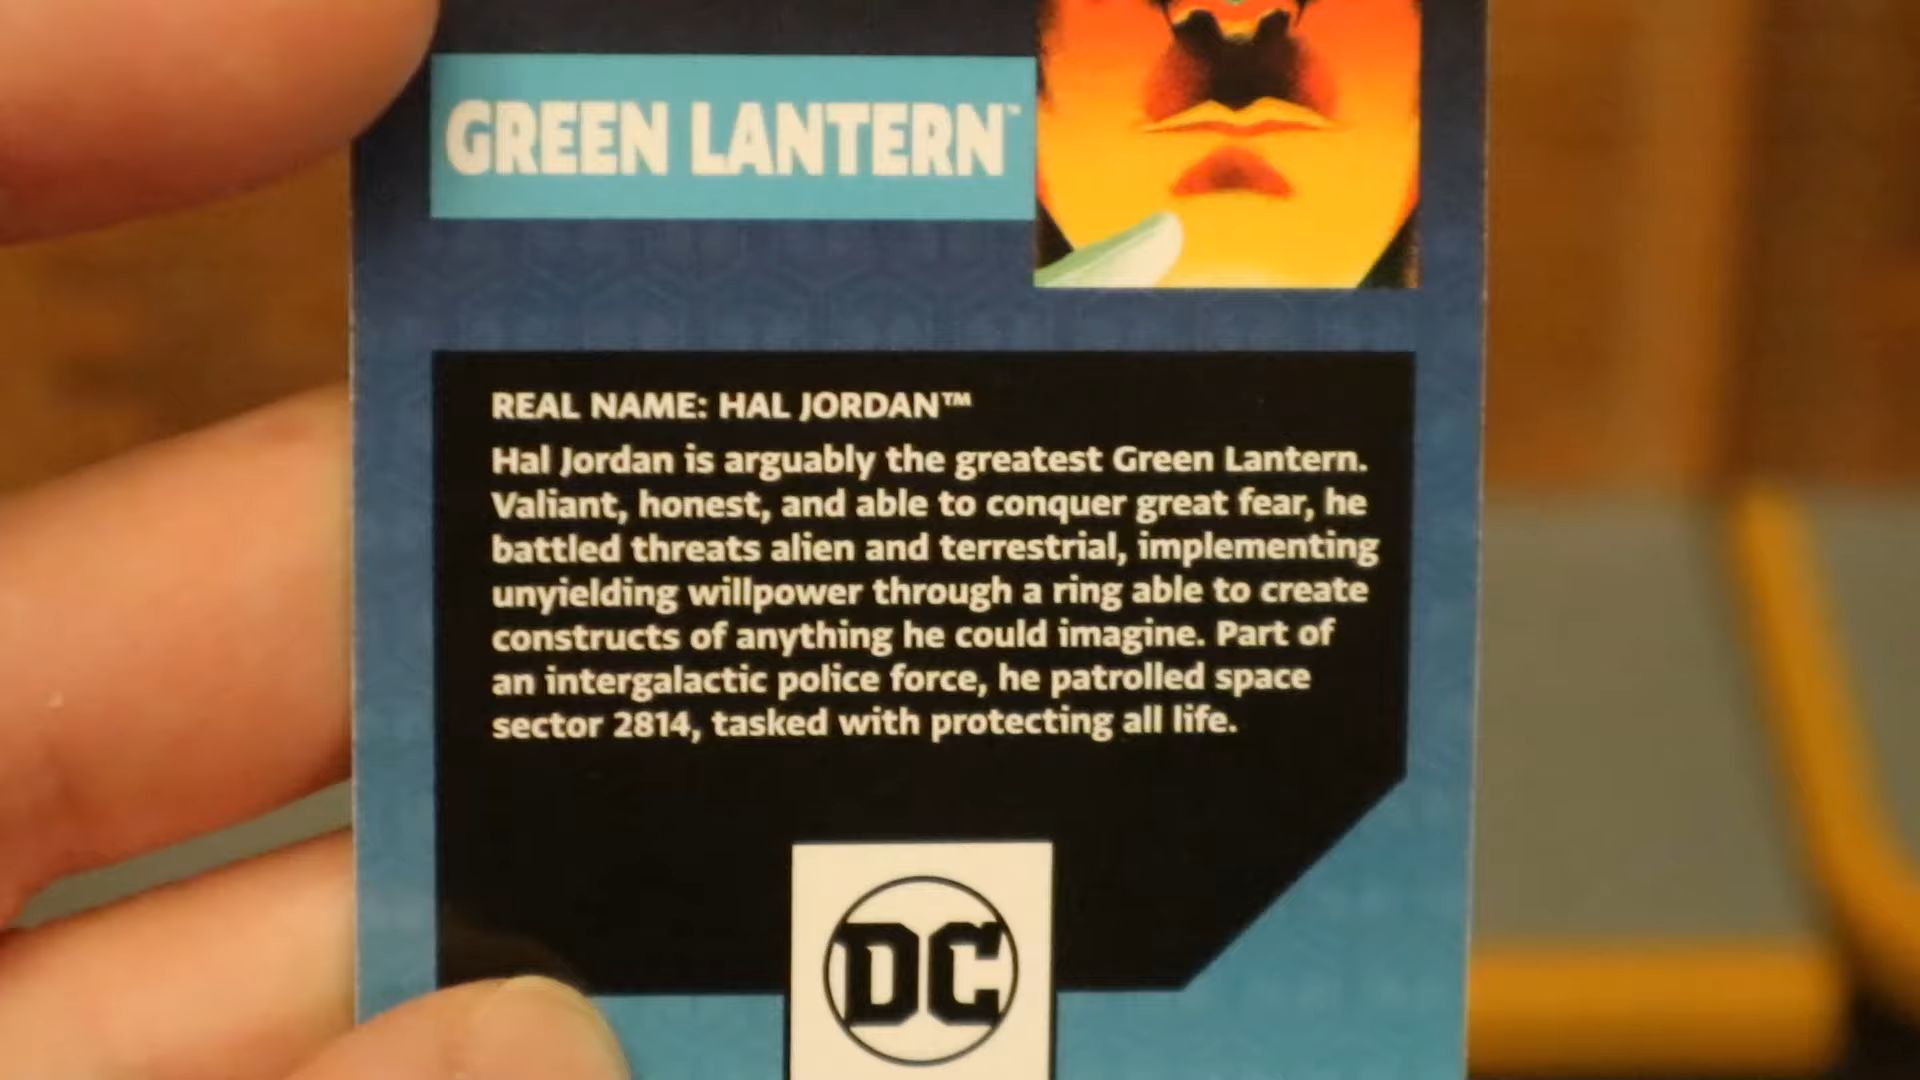 GREEN LANTERN™
REAL NAME: HAL JORDAN™
Hal Jordan is arguably the greatest Green Lantern.
Valiant, honest, and able to conquer great fear, he
battled threats alien and terrestrial, implementing
unyielding willpower through a ring able to create
constructs of anything he could imagine. Part of
an intergalactic police force, he patrolled space
sector 2814, tasked with protecting all life.
DC